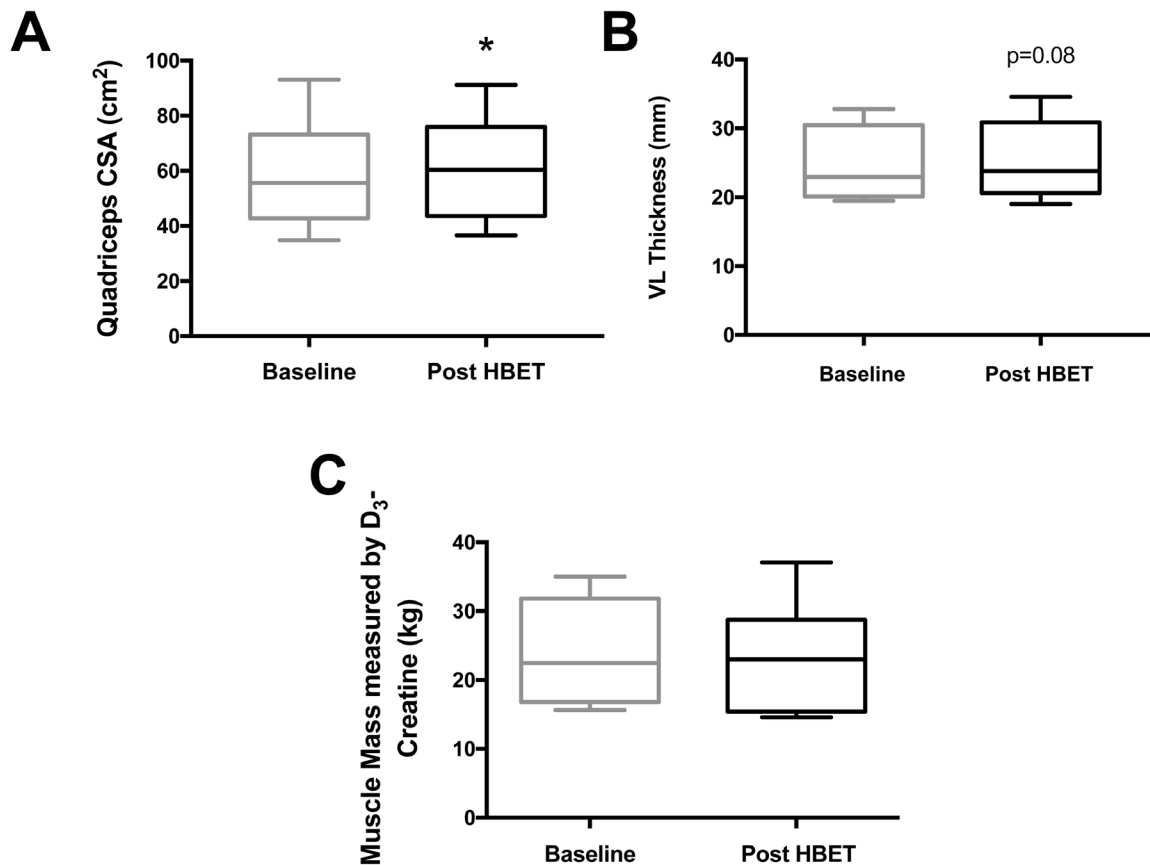 A
Quadriceps CSA (cm²)
100
80
60
40
20
0
*
Baseline
Post HBET
B
VL Thickness (mm)
40
30
20
10
0
p=0.08
Baseline
Post HBET
C
Muscle Mass measured by D₃-
Creatine (kg)
40
30
20
10
0
Baseline
Post HBET